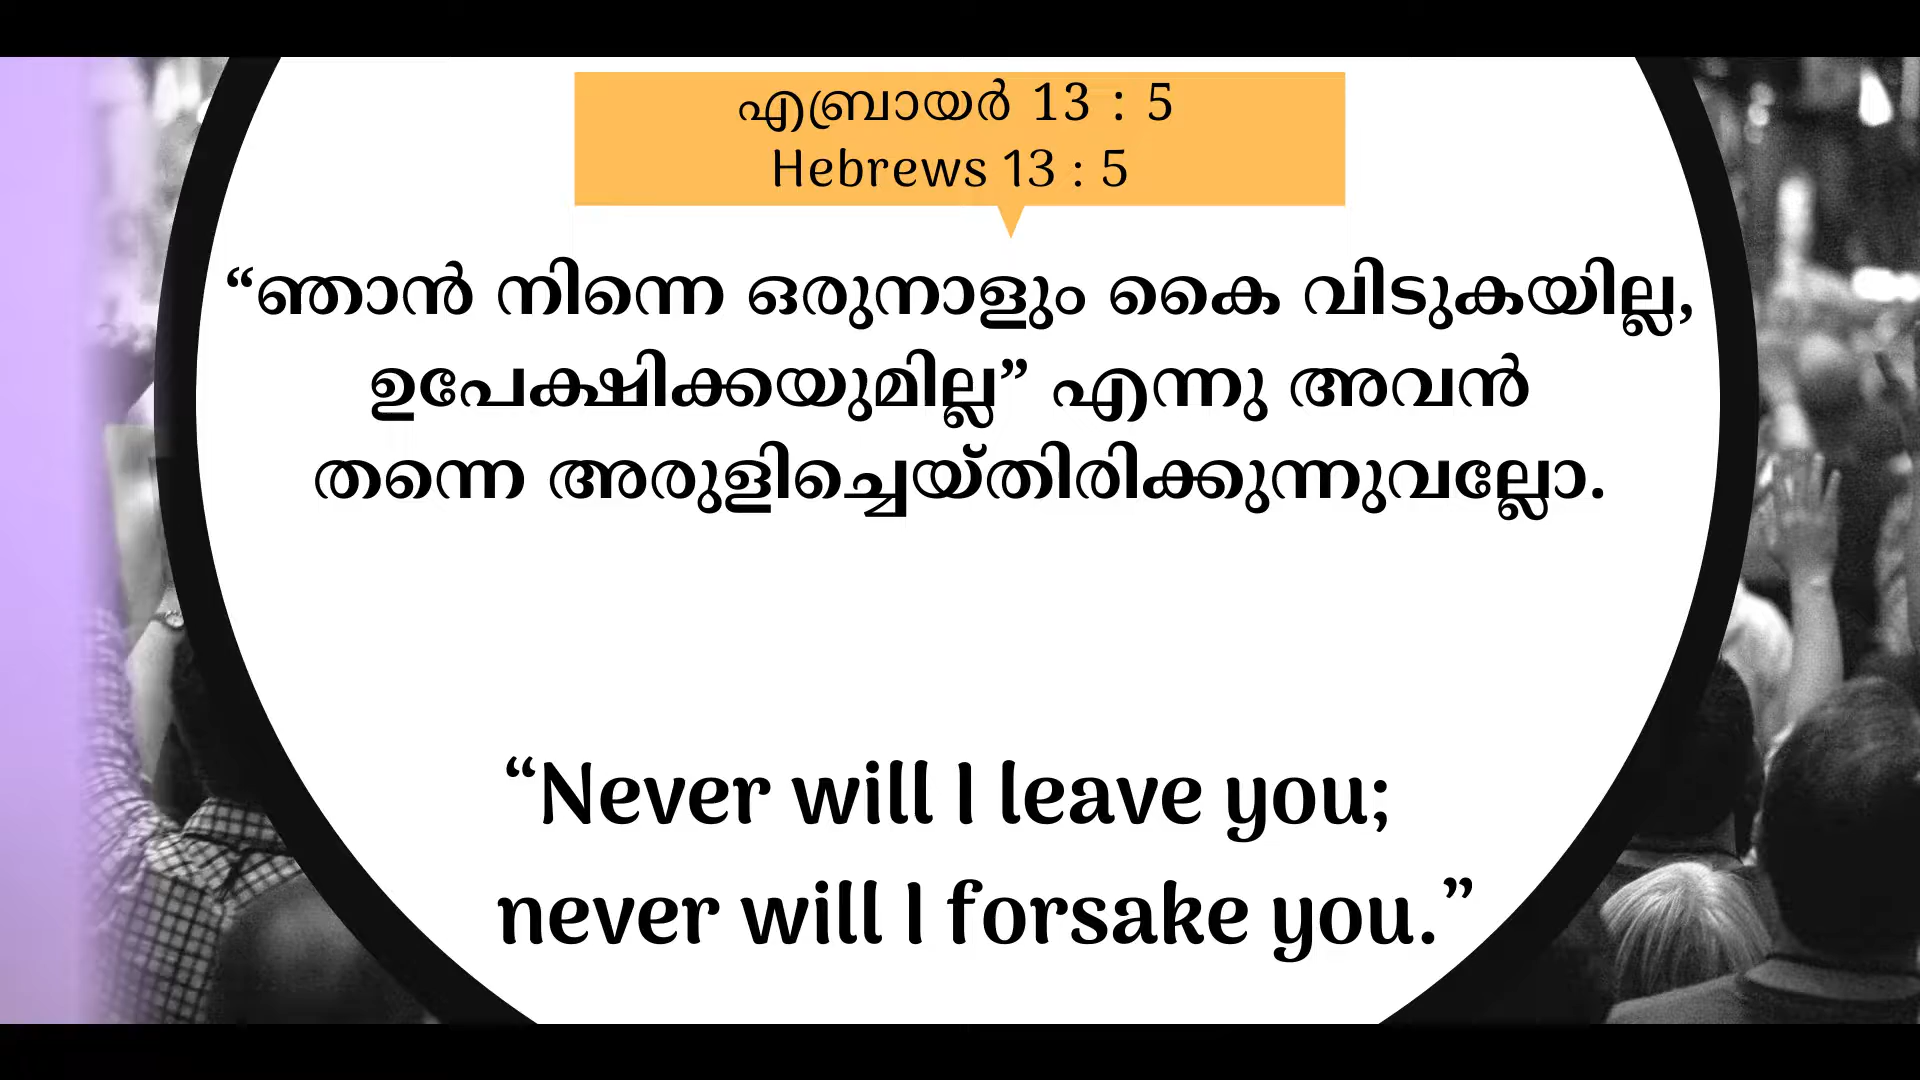 എബ്രായർ 13 : 5
Hebrews 13 : 5
“ഞാൻ നിന്നെ ഒരുനാളും കൈ വിടുകയില്ല,
ഉപേക്ഷിക്കയുമില്ല” എന്നു അവൻ
തന്നെ അരുളിച്ചെയ്തിരിക്കുന്നുവല്ലോ.
“Never will I leave you;
never will I forsake you.”